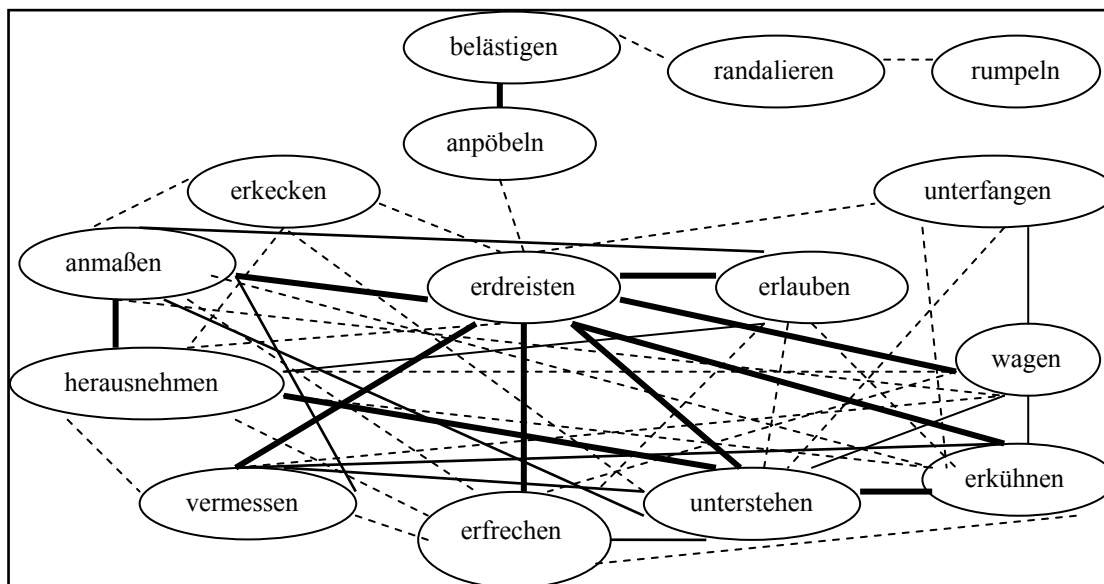 belästigen
randalieren
rumpeln
anpöbeln
erkecken
unterfangen
anmaßen
erdreisten
erlauben
wagen
herausnehmen
vermessen
erfrechen
unterstehen
erkühnen